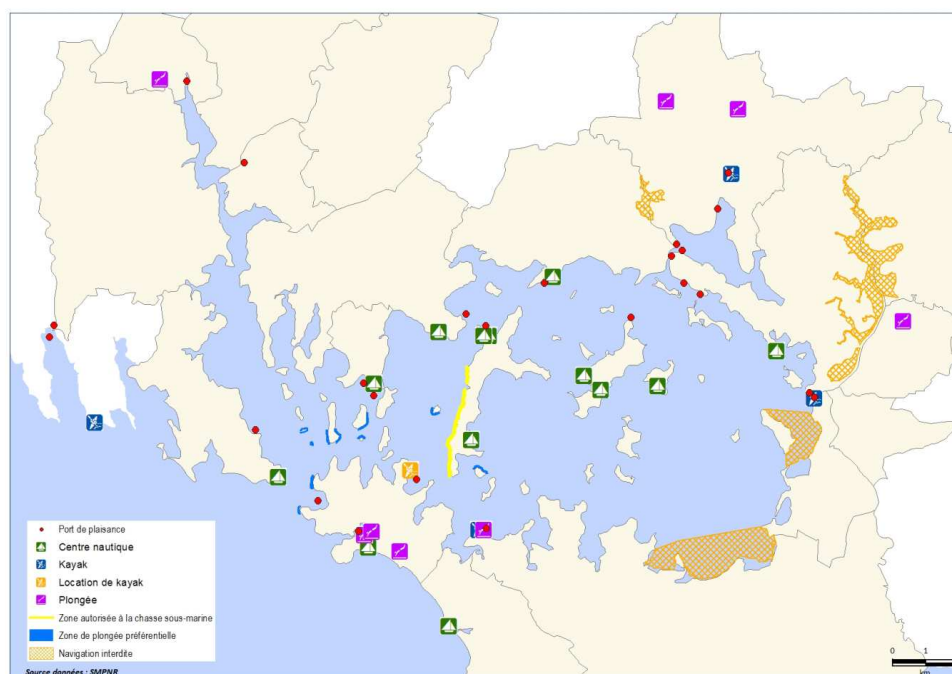 Port de plaisance
Centre nautique
Kayak
Location de kayak
Plongée
Zone autorisée à la chasse sous-marine
Zone de plongée préférentielle
Navigation interdite
Source données : SMPNR
0 1
km